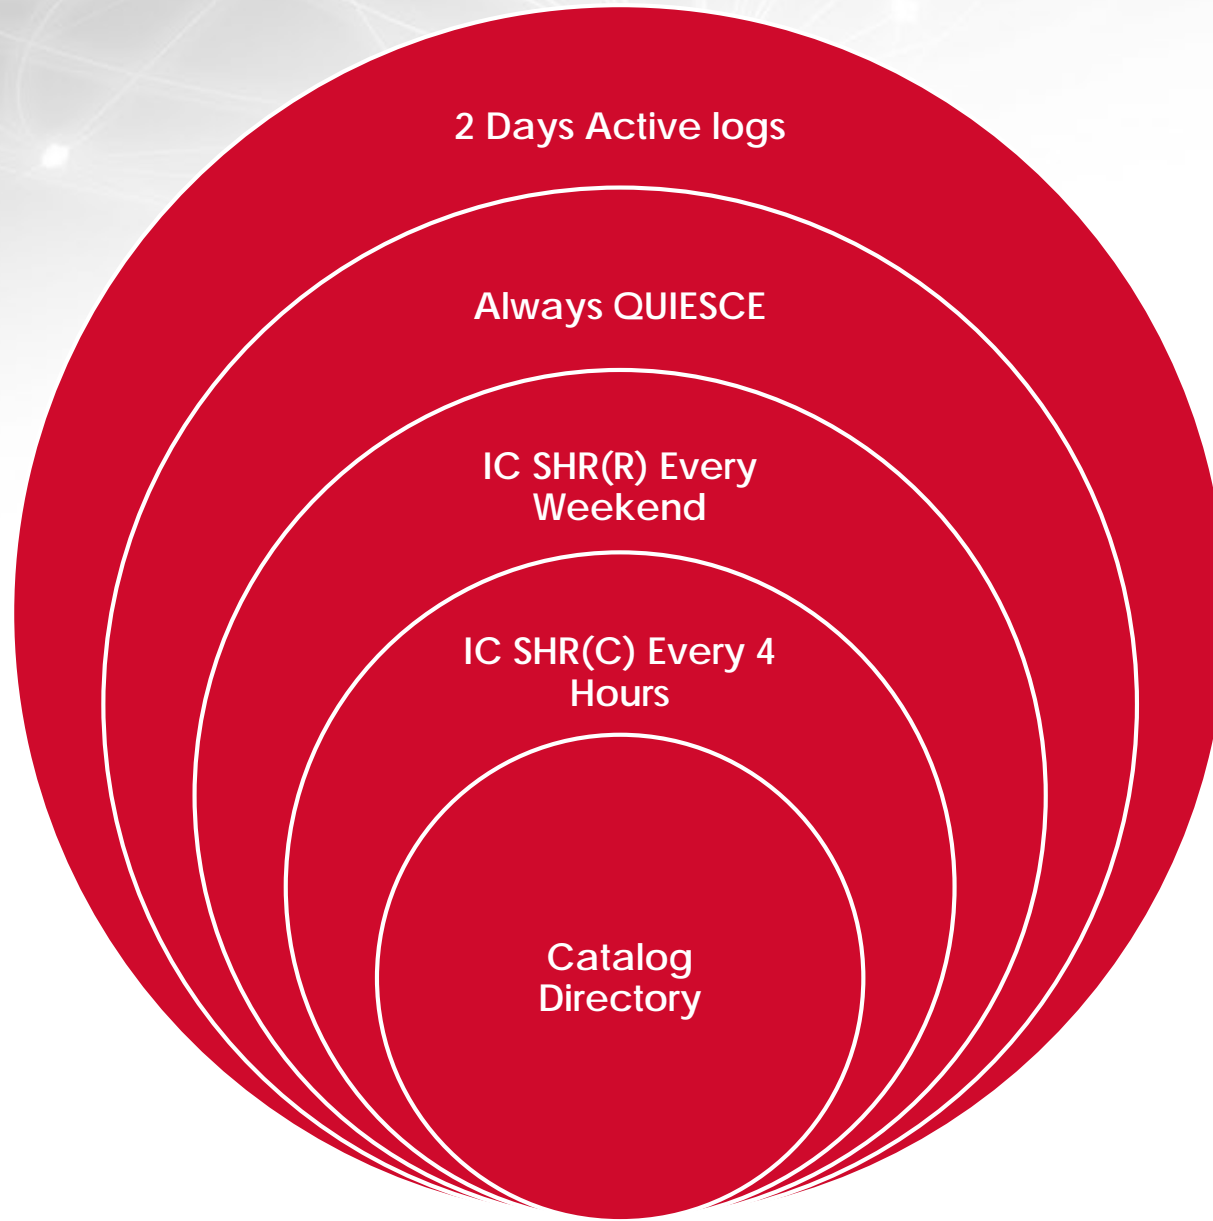 2 Days Active logs
Always QUIESCE
IC SHR(R) Every
Weekend
IC SHR(C) Every 4
Hours
Catalog
Directory